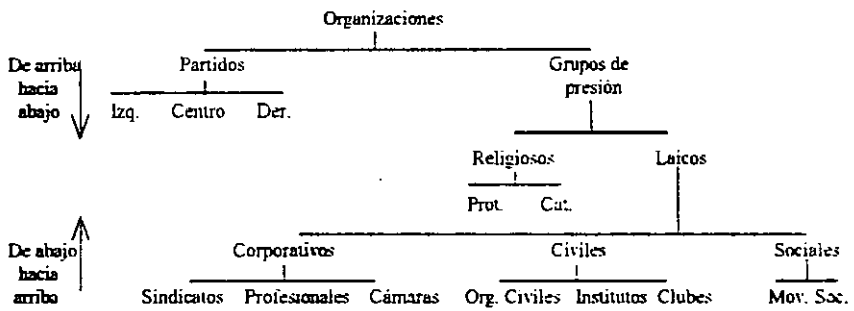 Organizaciones
De arriba
hacia
abajo
Partidos
Grupos de
presión
Izq. Centro Der.
Religiosos Laicos
Prot. Cat.
De abajo
hacia
arriba
Corporativos Civiles Sociales
Sindicatos Profesionales Cámaras Org. Civiles Institutos Clubes Mov. Soc.